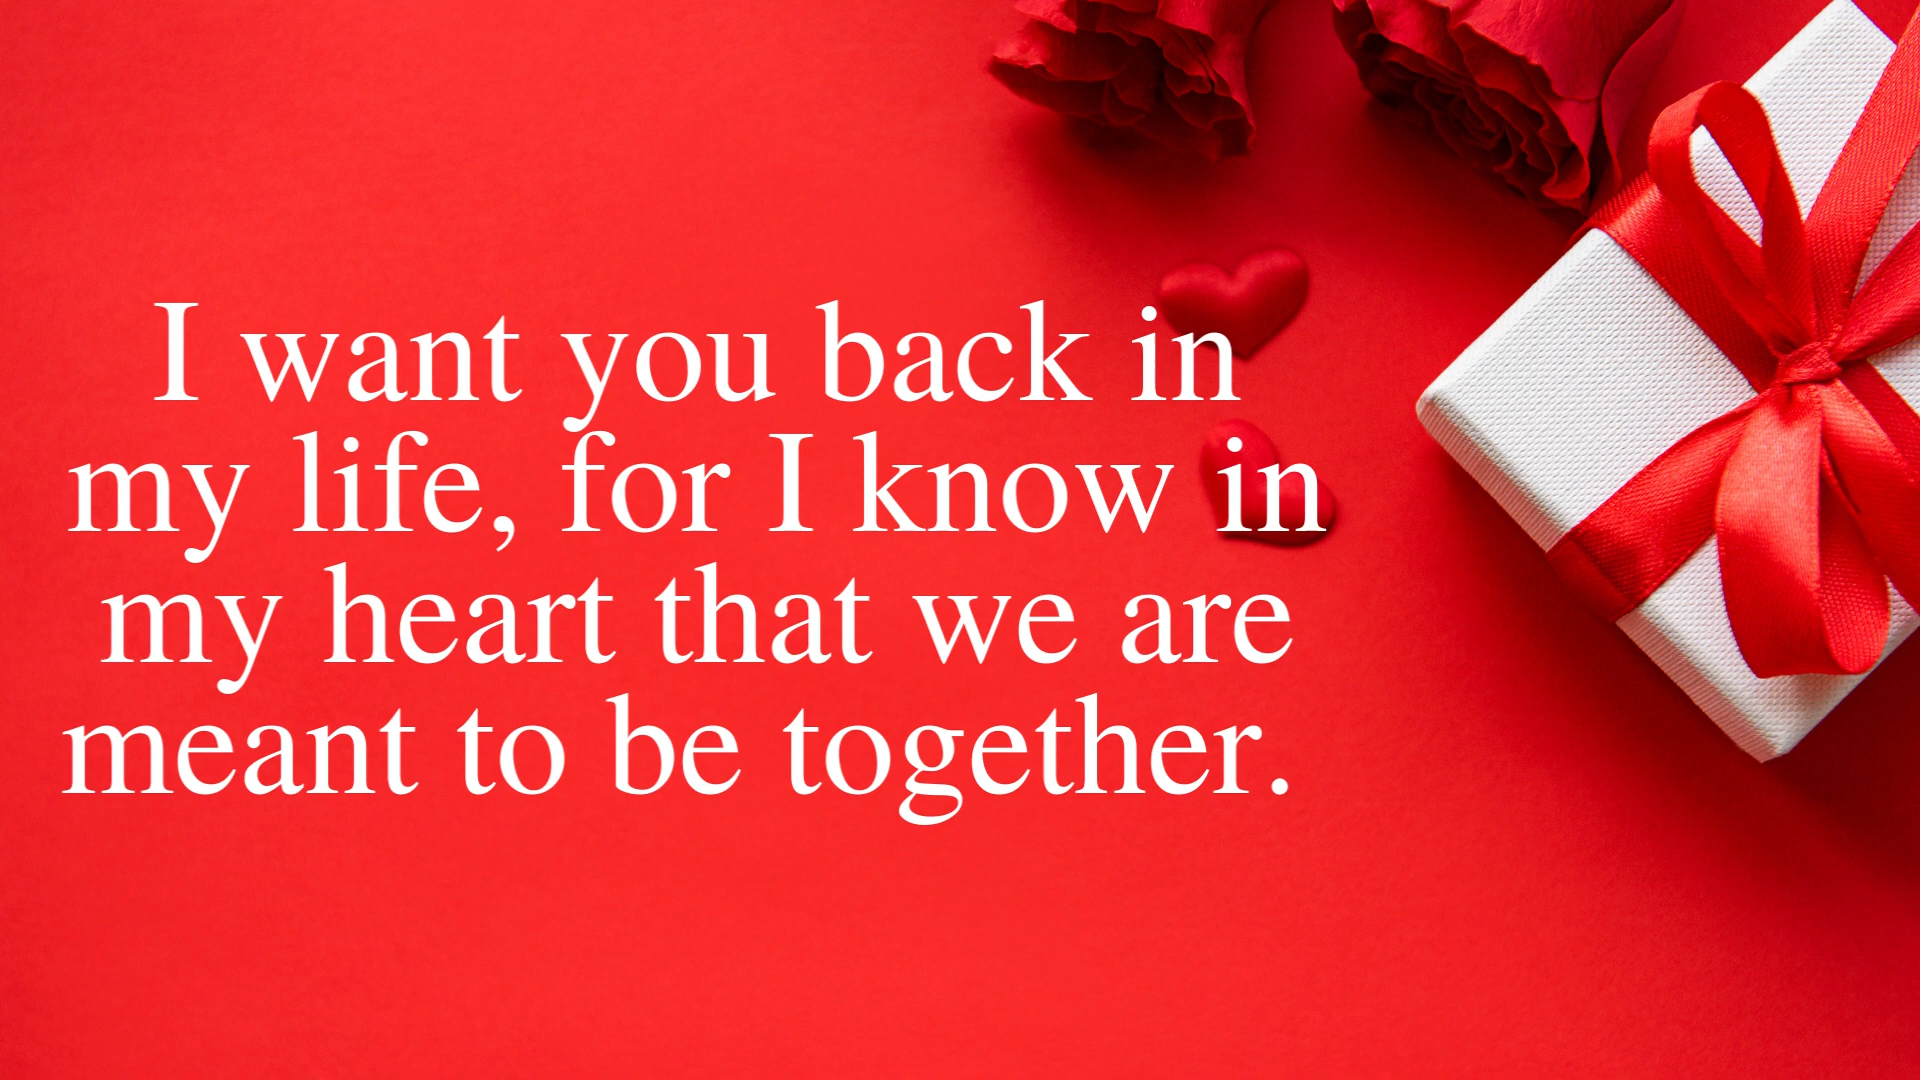 I want you back in
my life, for I know in
my heart that we are
meant to be together.